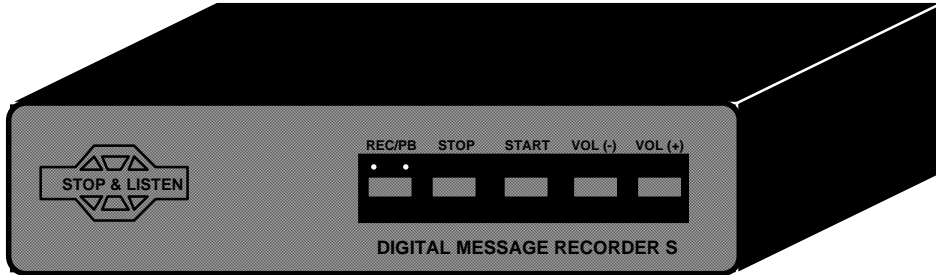 REC/PB STOP START VOL (-) VOL (+)
STOP & LISTEN
DIGITAL MESSAGE RECORDER S